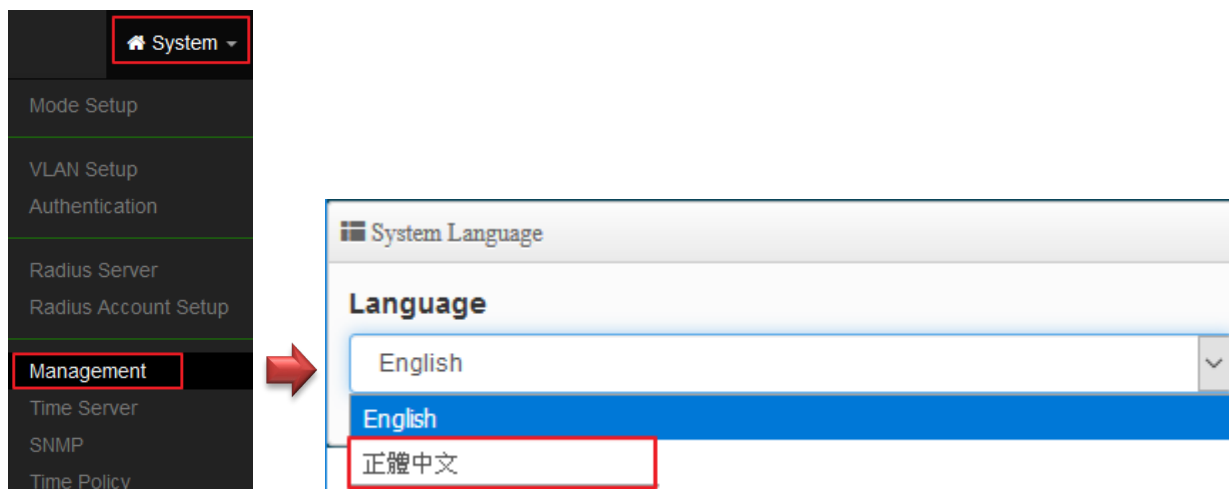 System
Mode Setup
VLAN Setup
Authentication
Radius Server
Radius Account Setup
Management
Time Server
SNMP
Time Policy
System Language
Language
English
English
正體中文